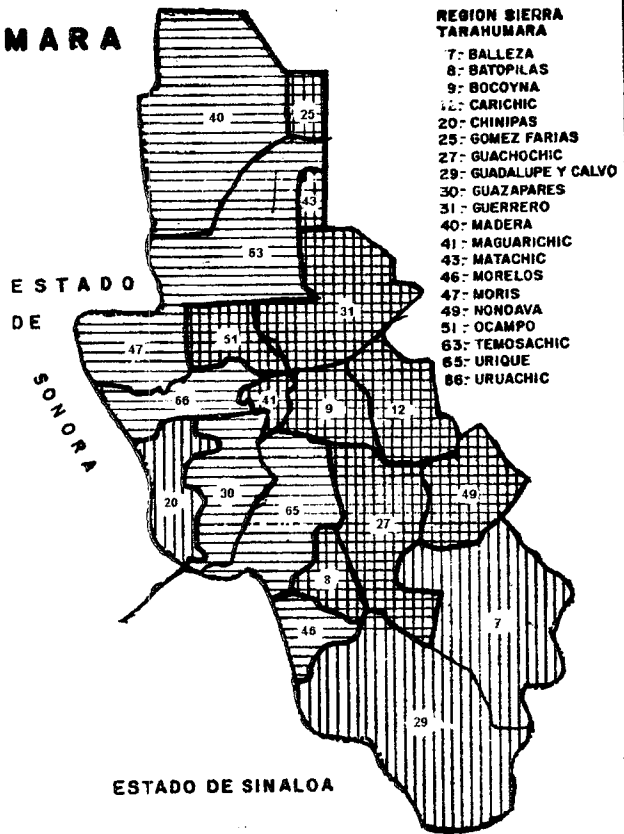 MARA
REGION SIERRA
TARAHUMARA
7:- BALLEZA
8:- BATOPILAS
9:- BOCOYNA
12:- CARICHIC
20:- CHINIPAS
25:- GOMEZ FARIAS
27:- GUACHOCHIC
29:- GUADALUPE Y CALVO
30:- GUAZAPARES
31:- GUERRERO
40:- MADERA
41:- MAGUARICHIC
43:- MATACHIC
46:- MORELOS
47:- MORIS
49:- NONOAVA
51:- OCAMPO
63:- TEMOSACHIC
65:- URIQUE
66:- URUACHIC
40
25
43
63
31
ESTADO
DE
SONORA
47
51
66
41
9
12
20
30
65
27
49
8
46
7
29
ESTADO DE SINALOA